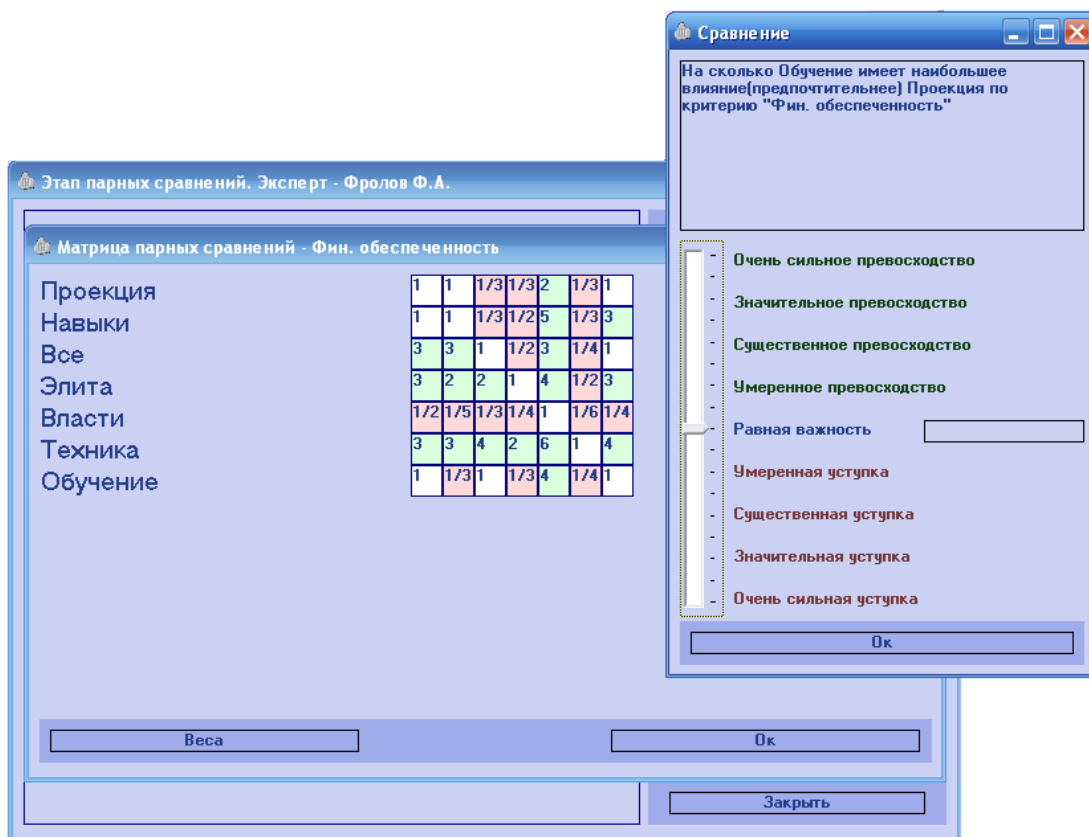 Сравнение
На сколько Обучение имеет наибольшее
влияние(предпочтительнее) Проекция по
критерию "Фин. обеспеченность"
Очень сильное превосходство
Значительное превосходство
Существенное превосходство
Умеренное превосходство
Равная важность
Умеренная уступка
Существенная уступка
Значительная уступка
Очень сильная уступка
Ок
Этап парных сравнений. Эксперт - Фролов Ф.А.
Матрица парных сравнений - Фин. обеспеченность
Проекция 1 1 1/3 1/3 2 1/3 1
Навыки 1 1 1/3 1/2 5 1/3 3
Все 3 3 1 1/2 3 1/4 1
Элита 3 2 2 1 4 1/2 3
Власти 1/2 1/5 1/3 1/4 1 1/6 1/4
Техника 3 3 4 2 6 1 4
Обучение 1 1/3 1 1/3 4 1/4 1
Веса Ок
Закрыть